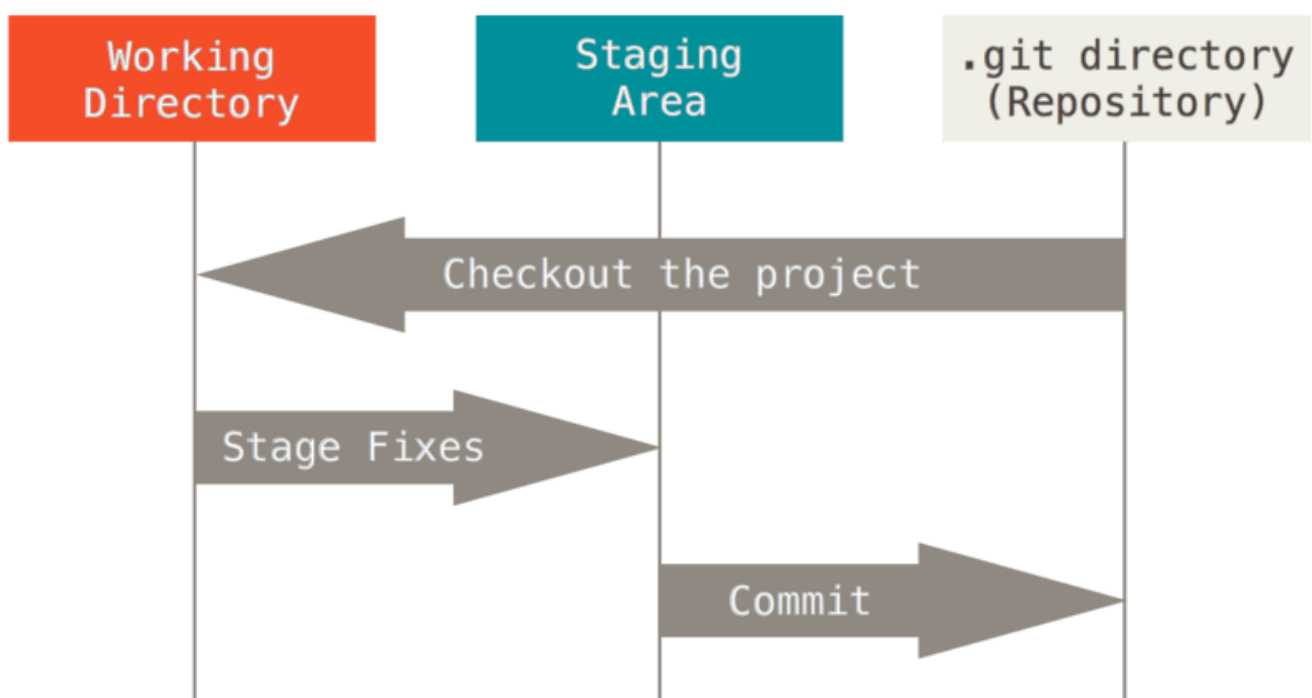 Working
Directory
Staging
Area
.git directory
(Repository)
Checkout the project
Stage Fixes
Commit